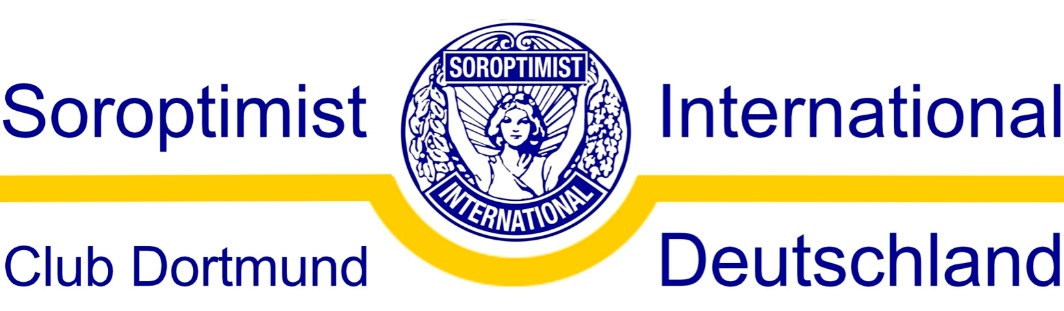 Soroptimist International
SOROPTIMIST
INTERNATIONAL
Club Dortmund Deutschland